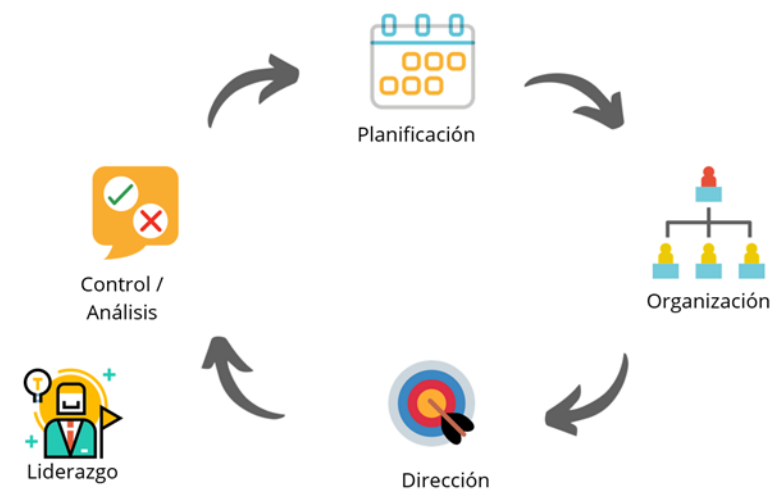 Planificación
Organización
Control /
Análisis
Liderazgo
Dirección